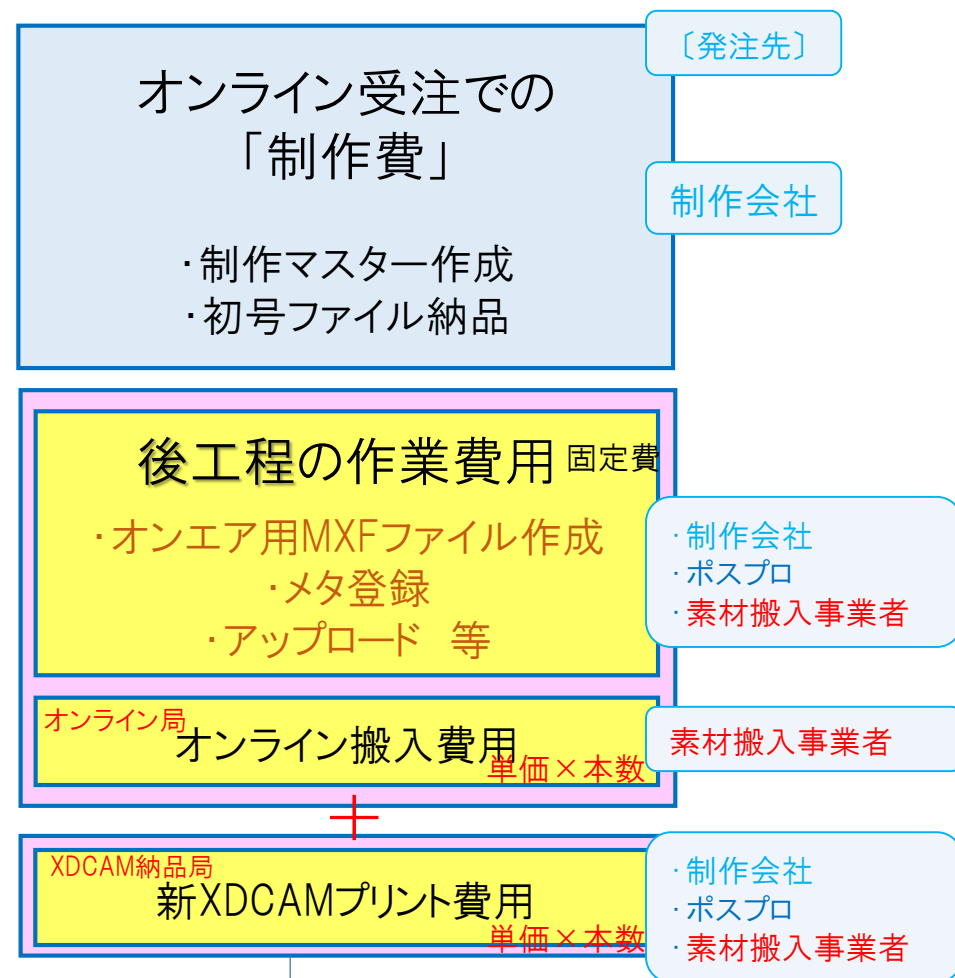 〔発注先〕
オンライン受注での
「制作費」
制作会社
・制作マスター作成
・初号ファイル納品
後工程の作業費用 固定費
・オンエア用MXFファイル作成
・メタ登録
・アップロード 等
・制作会社
・ポスプロ
・素材搬入事業者
オンライン局
オンライン搬入費用
単価×本数
素材搬入事業者
＋
XDCAM納品局
新XDCAMプリント費用
単価×本数
・制作会社
・ポスプロ
・素材搬入事業者